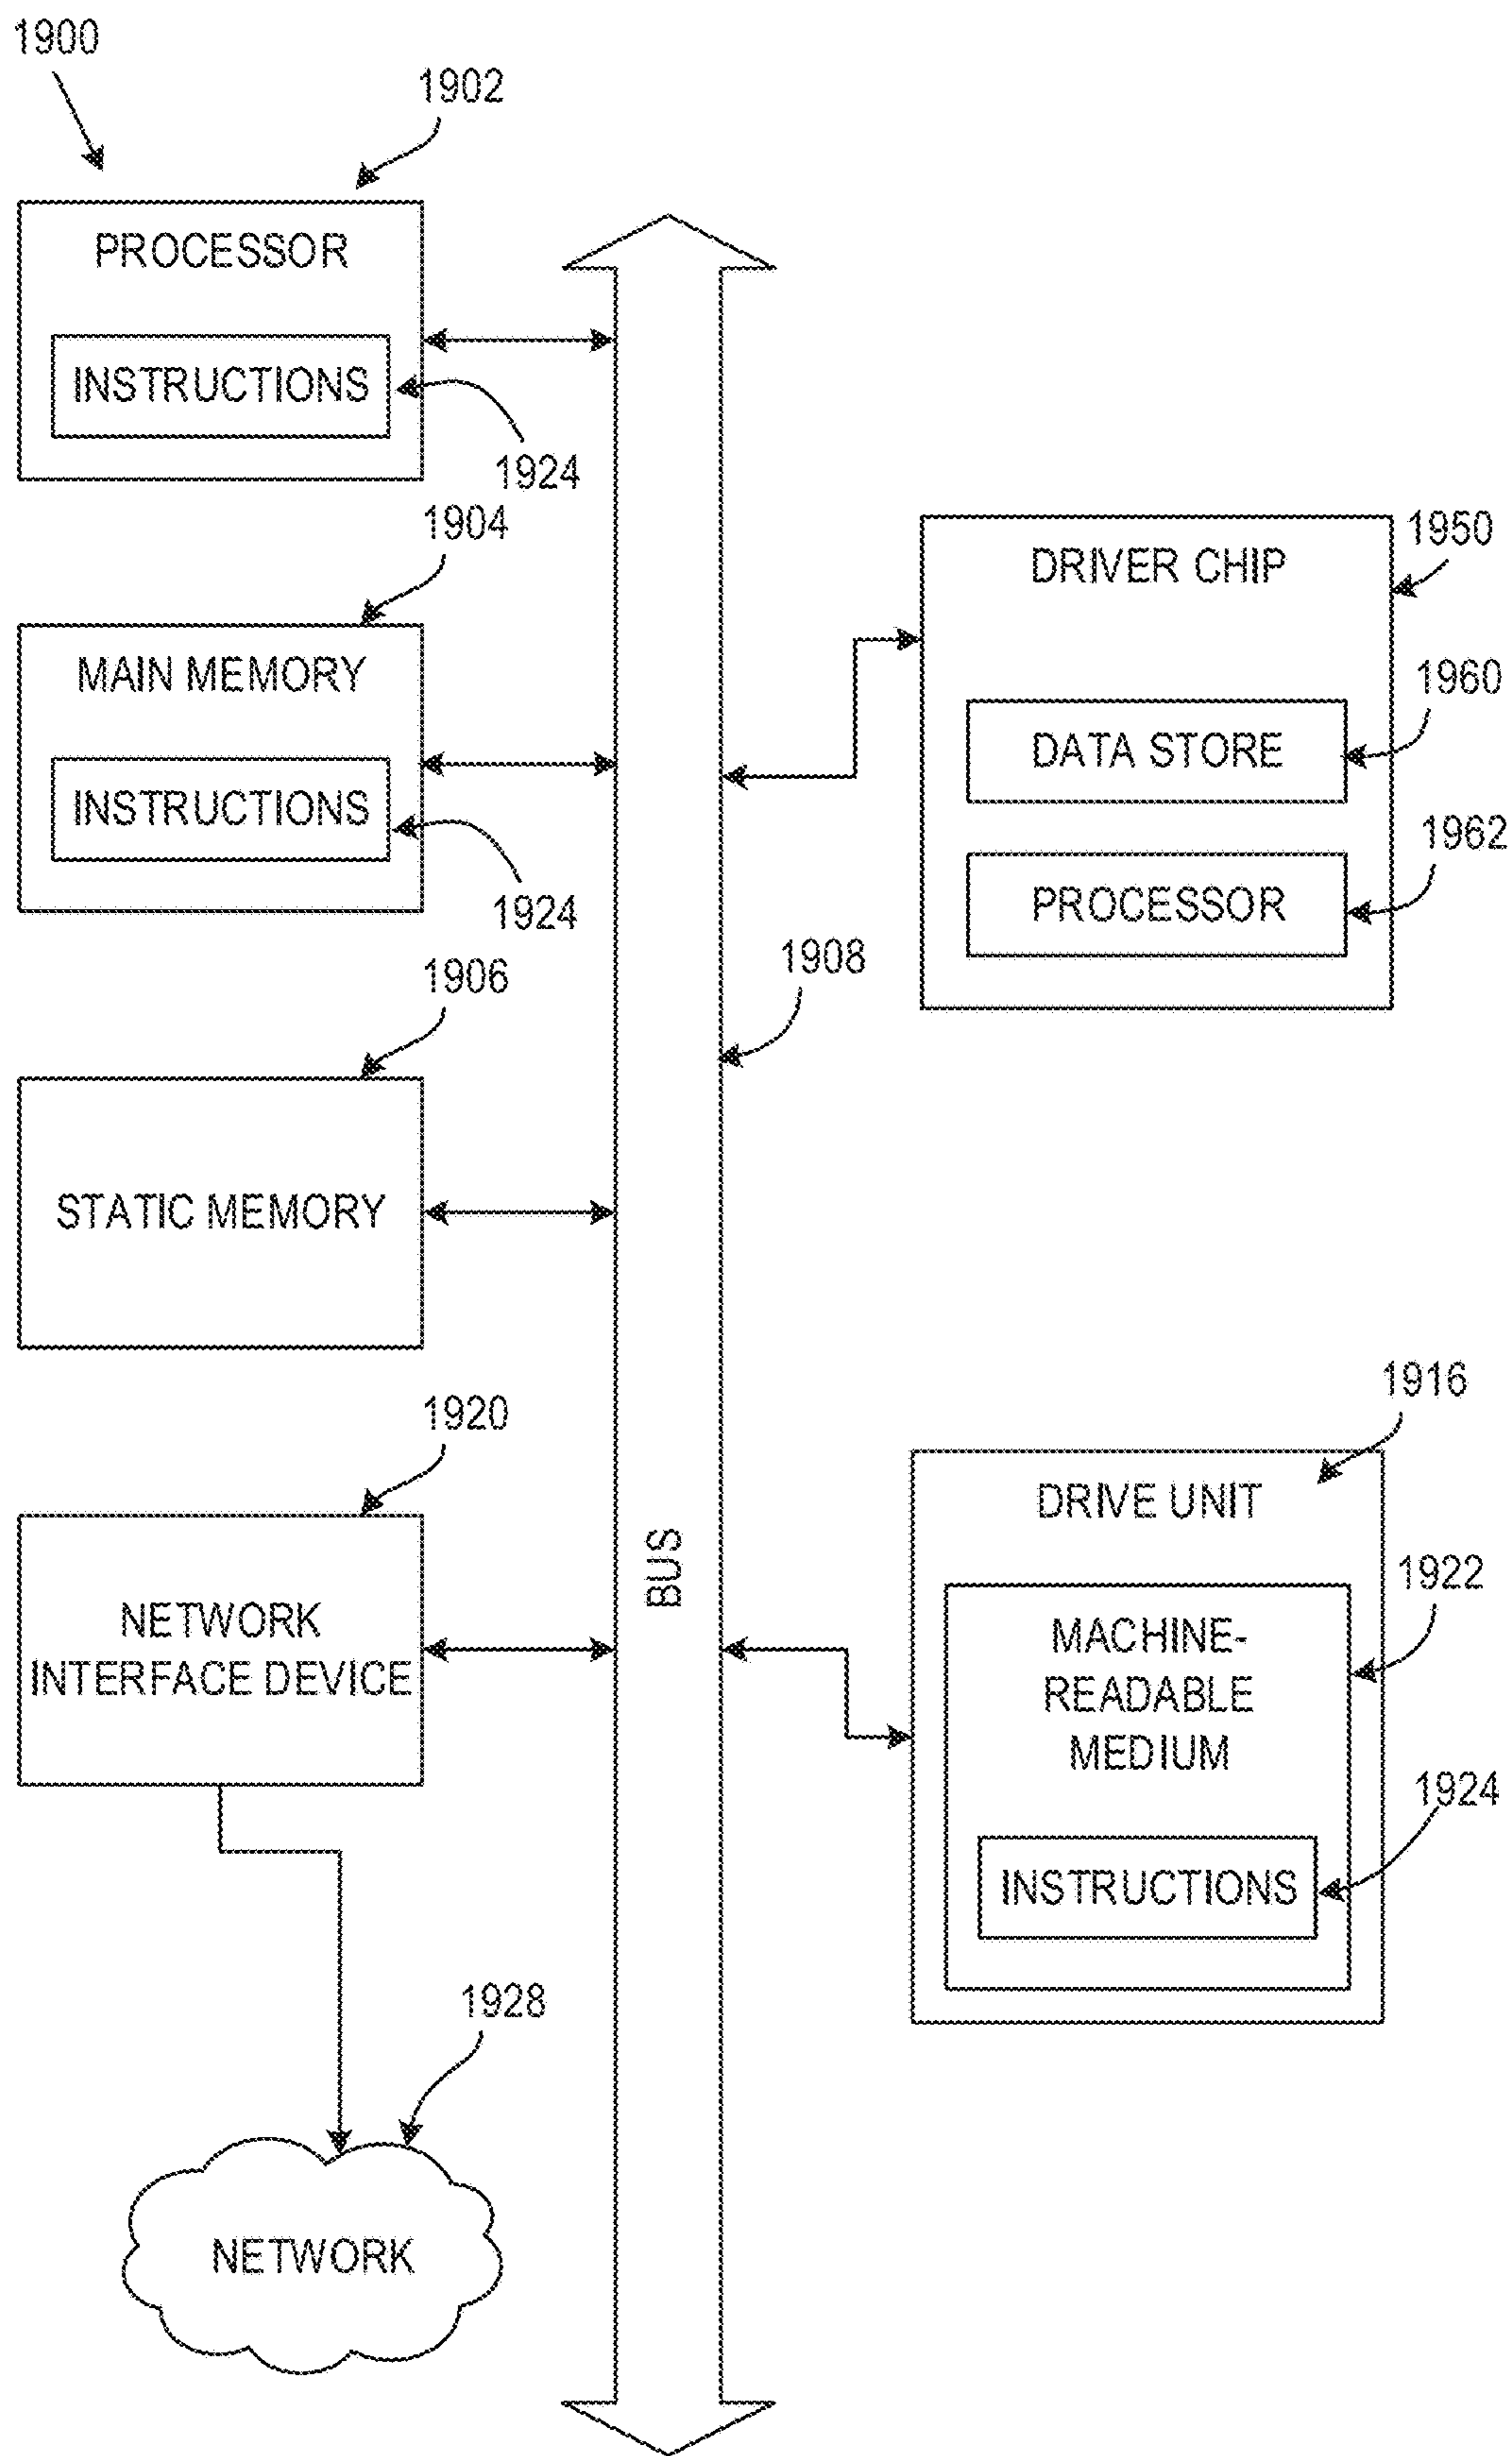 1900
1902
PROCESSOR
INSTRUCTIONS
1924
1904
MAIN MEMORY
INSTRUCTIONS
1924
1906
STATIC MEMORY
1920
NETWORK
INTERFACE DEVICE
1928
NETWORK
BUS
1908
DRIVER CHIP
1950
DATA STORE
1960
PROCESSOR
1962
1916
DRIVE UNIT
1922
MACHINE-
READABLE
MEDIUM
1924
INSTRUCTIONS